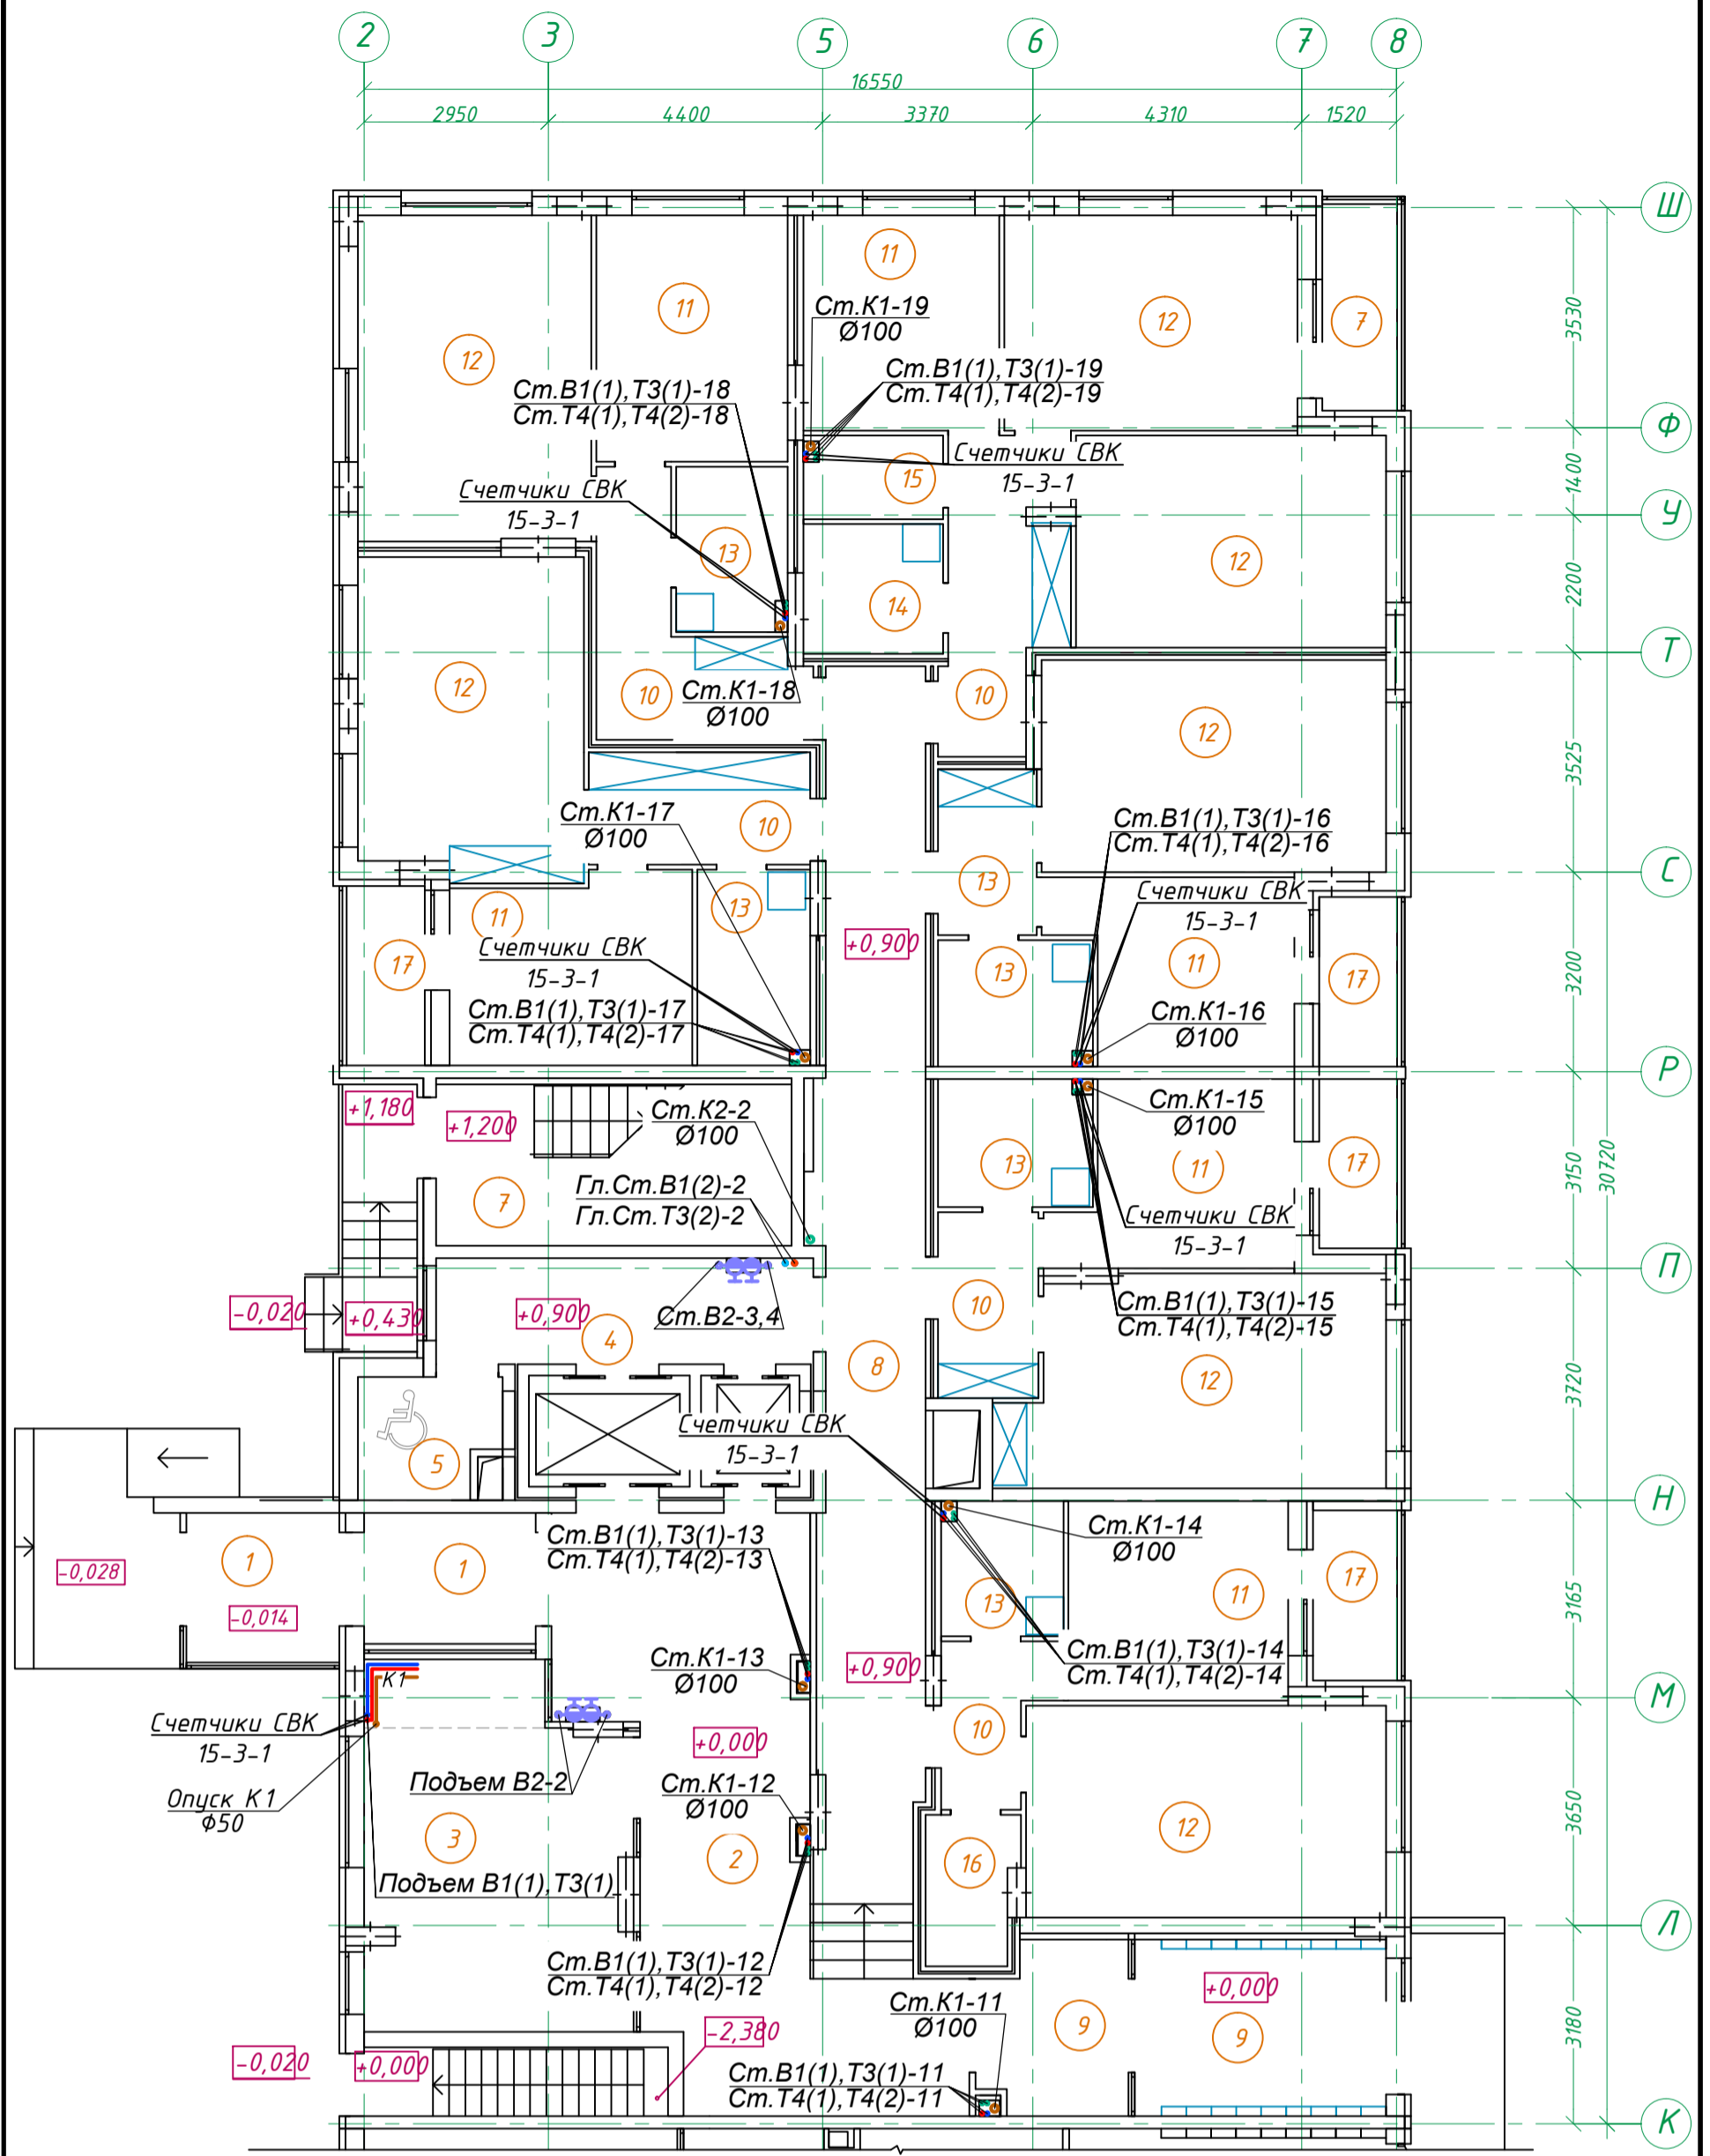 2
3
5
6
7
8
16550
2950
4400
3370
4310
1520
Ш
11
Ст.К1-19
Ø100
11
12
7
3530
12
Ст.В1(1),Т3(1)-18
Ст.Т4(1),Т4(2)-18
Ст.В1(1),Т3(1)-19
Ст.Т4(1),Т4(2)-19
Ф
Счетчики СВК
15-3-1
15
1400
Счетчики СВК
15-3-1
У
13
12
14
2200
Т
12
10
Ст.К1-18
Ø100
10
12
3525
Ст.К1-17
Ø100
10
Ст.В1(1),Т3(1)-16
Ст.Т4(1),Т4(2)-16
С
13
Счетчики СВК
15-3-1
11
13
+0,900
Счетчики СВК
15-3-1
17
13
11
17
3200
Ст.В1(1),Т3(1)-17
Ст.Т4(1),Т4(2)-17
Ст.К1-16
Ø100
Р
+1,180
+1,200
Ст.К2-2
Ø100
Ст.К1-15
Ø100
13
11
17
3150
30720
7
Гл.Ст.В1(2)-2
Гл.Ст.Т3(2)-2
Счетчики СВК
15-3-1
П
-0,020
+0,430
+0,900
4
Ст.В2-3,4
10
Ст.В1(1),Т3(1)-15
Ст.Т4(1),Т4(2)-15
8
12
3720
Счетчики СВК
15-3-1
5
Н
Ст.В1(1),Т3(1)-13
Ст.Т4(1),Т4(2)-13
Ст.К1-14
Ø100
-0,028
1
1
17
13
11
3165
-0,014
Ст.К1-13
Ø100
+0,900
Ст.В1(1),Т3(1)-14
Ст.Т4(1),Т4(2)-14
К1
М
Счетчики СВК
15-3-1
+0,000
10
Опуск К1
Ф50
Подъем В2-2
Ст.К1-12
Ø100
3
2
12
3650
16
Подъем В1(1),Т3(1)
Л
Ст.В1(1),Т3(1)-12
Ст.Т4(1),Т4(2)-12
+0,000
Ст.К1-11
Ø100
9
9
3180
-2,380
-0,020
+0,000
Ст.В1(1),Т3(1)-11
Ст.Т4(1),Т4(2)-11
К